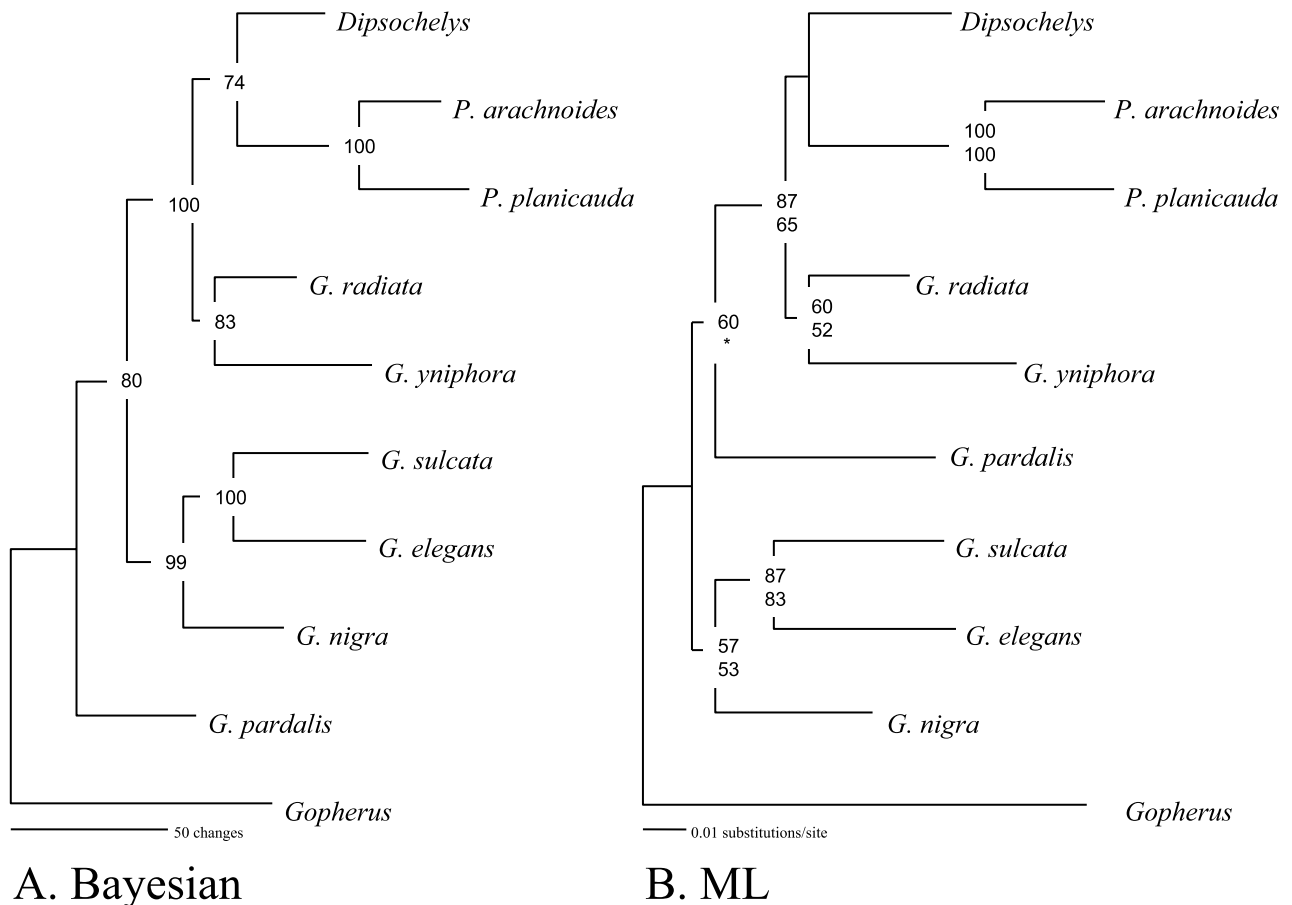 Dipsochelys
74
P. arachnoides
100
P. planicauda
100
G. radiata
83
G. yniphora
80
G. sulcata
100
G. elegans
99
G. nigra
G. pardalis
Gopherus
50 changes
A. Bayesian
Dipsochelys
P. arachnoides
100
100
P. planicauda
87
65
G. radiata
60
52
G. yniphora
60
*
G. pardalis
G. sulcata
87
83
G. elegans
57
53
G. nigra
Gopherus
0.01 substitutions/site
B. ML